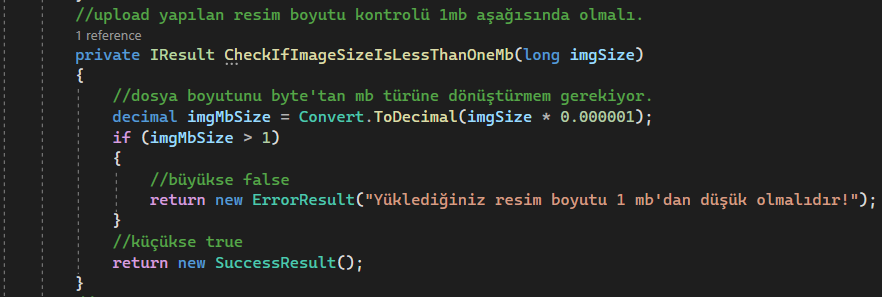 //upload yapılan resim boyutu kontrolü 1mb aşağısında olmalı.
1 reference
private IResult CheckIfImageSizeIsLessThanOneMb(long imgSize)
{
//dosya boyutunu byte'tan mb türüne dönüştürmem gerekiyor.
decimal imgMbSize = Convert.ToDecimal(imgSize * 0.000001);
if (imgMbSize > 1)
{
//büyükse false
return new ErrorResult("Yüklediğiniz resim boyutu 1 mb'dan düşük olmalıdır!");
}
//küçükse true
return new SuccessResult();
}